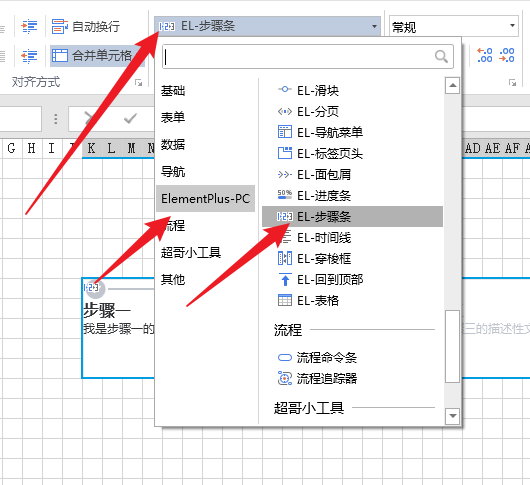 自动换行
EL-步骤条
常规
合并单元格
对齐方式
←.0 .00
.00 →.0
G H I K L M N AD AE AF A
基础
表单
数据
导航
ElementPlus-PC
流程
超哥小工具
其他
EL-滑块
EL-分页
EL-导航菜单
EL-标签页头
EL-面包屑
50%
EL-进度条
EL-步骤条
EL-时间线
EL-穿梭框
EL-回到顶部
EL-表格
流程
流程命令条
流程追踪器
超哥小工具
步骤一
我是步骤一的
三的描述性文